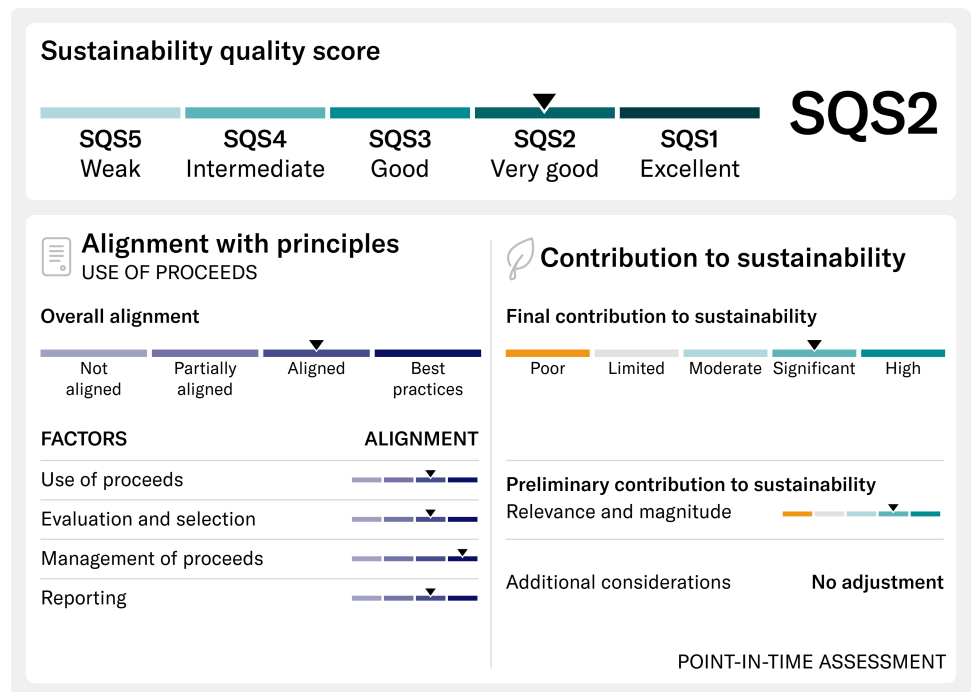 Sustainability quality score
SQS2
SQS5
SQS4
SQS3
SQS2
SQS1
Weak
Intermediate
Good
Very good
Excellent
Alignment with principles
USE OF PROCEEDS
Overall alignment
Not
aligned
Partially
aligned
Aligned
Best
practices
FACTORS
ALIGNMENT
Use of proceeds
Evaluation and selection
Management of proceeds
Reporting
Contribution to sustainability
Final contribution to sustainability
Poor
Limited
Moderate
Significant
High
Preliminary contribution to sustainability
Relevance and magnitude
Additional considerations
No adjustment
POINT-IN-TIME ASSESSMENT